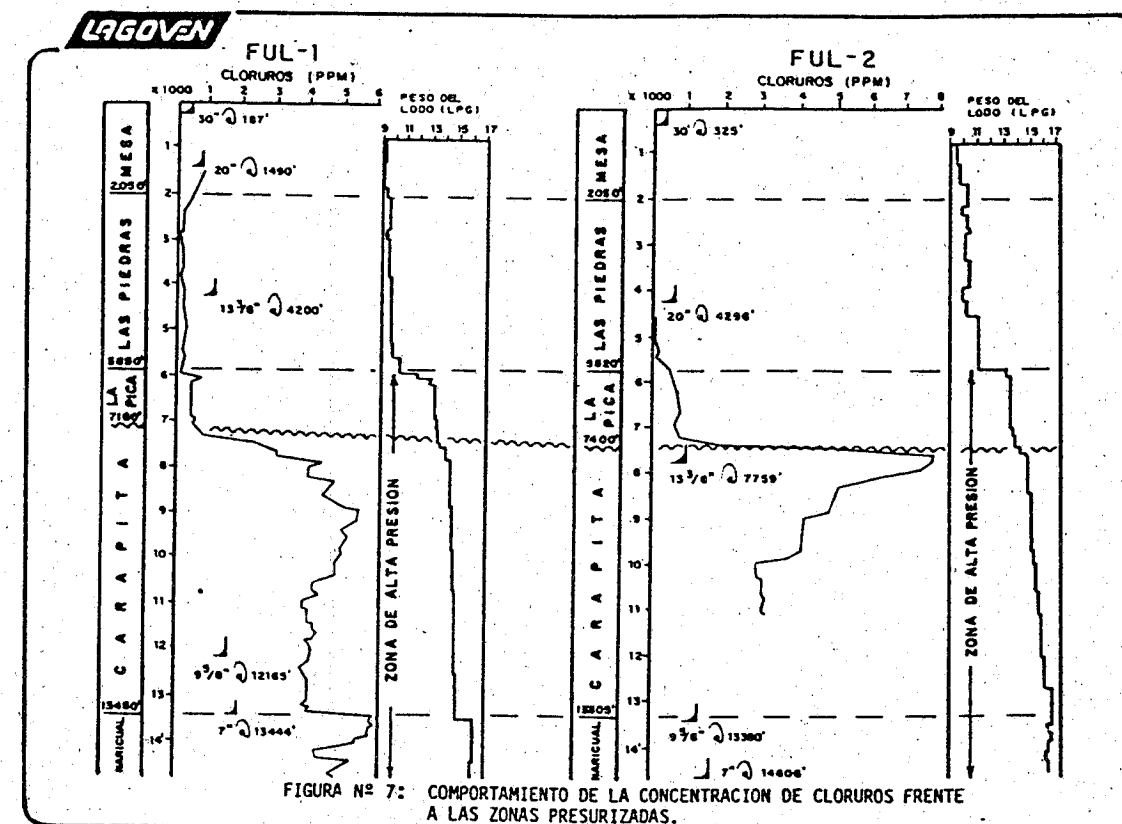 LAGOVEN
FUL-1
CLORUROS (PPM)
X 1000 1 2 3 4 5 6
PESO DEL
LODO (LPG)
9 11 13 15 17
30" @ 187'
20" @ 1490'
13 3/8" @ 4200'
9 5/8" @ 12165'
7" @ 13444'
MESA
2050'
LAS PIEDRAS
LA PICA
7180'
CARAPITA
13460'
NARICUAL
1
2
3
4
5
6
7
8
9
10
11
12
13
14'
ZONA DE ALTA PRESION
FUL-2
CLORUROS (PPM)
X 1000 1 2 3 4 5 6 7 8
PESO DEL
LODO (LPG)
9 11 13 15 17
30' @ 325'
20" @ 4296'
13 3/8" @ 7759'
9 5/8" @ 13380'
7" @ 14606'
MESA
2050'
LAS PIEDRAS
5820'
LA PICA
7400'
CARAPITA
NARICUAL
1
2
3
4
5
6
7
8
9
10
11
12
13
14'
ZONA DE ALTA PRESION
FIGURA Nº 7: COMPORTAMIENTO DE LA CONCENTRACION DE CLORUROS FRENTE
A LAS ZONAS PRESURIZADAS.